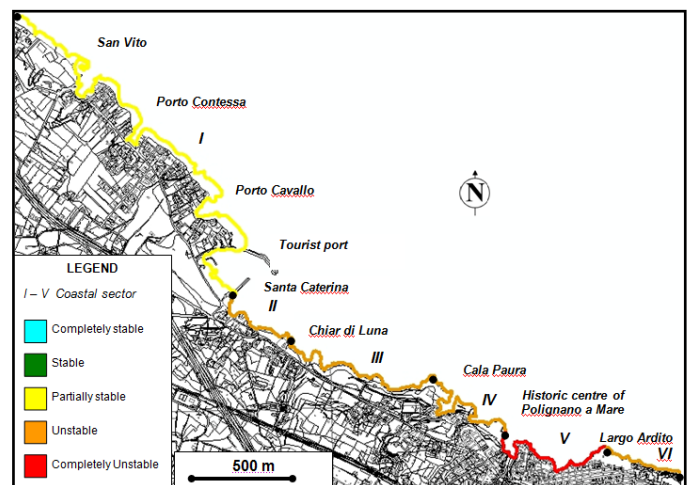 San Vito
Porto Contessa
I
Porto Cavallo
N
Tourist port
Santa Caterina
II
Chiar di Luna
III
Cala Paura
IV
Historic centre of
Polignano a Mare
V
Largo Ardito
VI
LEGEND
I – V Coastal sector
Completely stable
Stable
Partially stable
Unstable
Completely Unstable
500 m